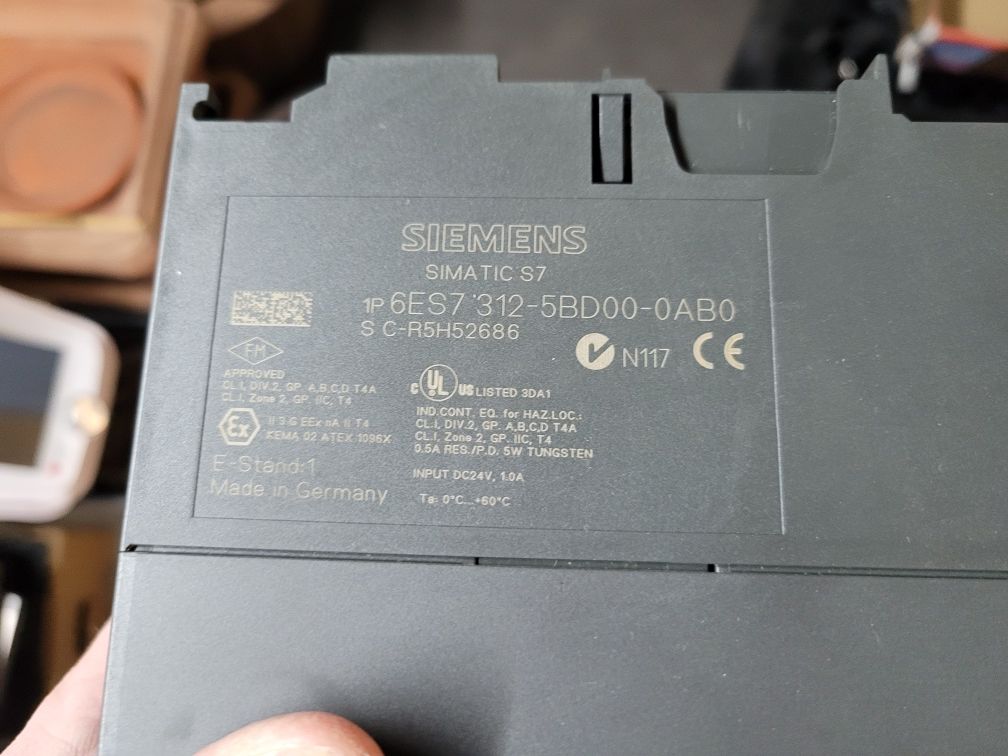 SIEMENS
SIMATIC S7
1P 6ES7 312-5BD00-0AB0
S C-R5H52686
N117 CE
FM
APPROVED
CL.I, DIV.2, GP. A,B,C,D T4A
CL.I, Zone 2, GP. IIC, T4
Ex II 3 G EEx nA II T4
KEMA 02 ATEX 1096X
E-Stand:1
Made in Germany
c UL us LISTED 3DA1
IND.CONT. EQ. for HAZ.LOC.:
CL.I, DIV.2, GP. A,B,C,D T4A
CL.I, Zone 2, GP. IIC, T4
0.5A RES./P.D. 5W TUNGSTEN
INPUT DC24V, 1.0A
Ta: 0°C...+60°C